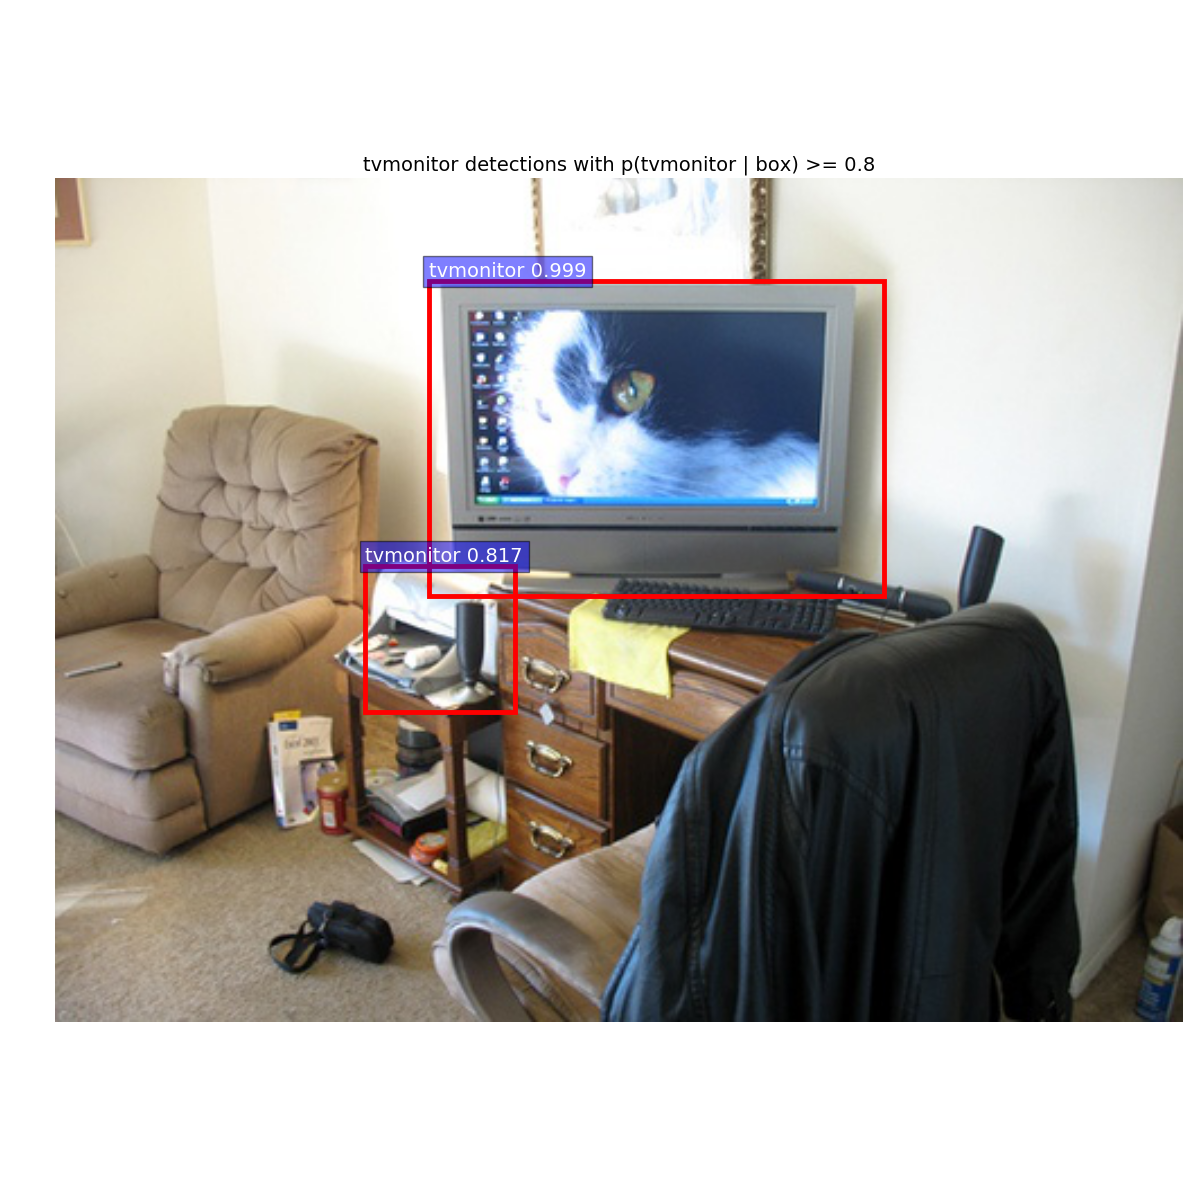 tvmonitor detections with p(tvmonitor | box) >= 0.8
tvmonitor 0.999
tvmonitor 0.817